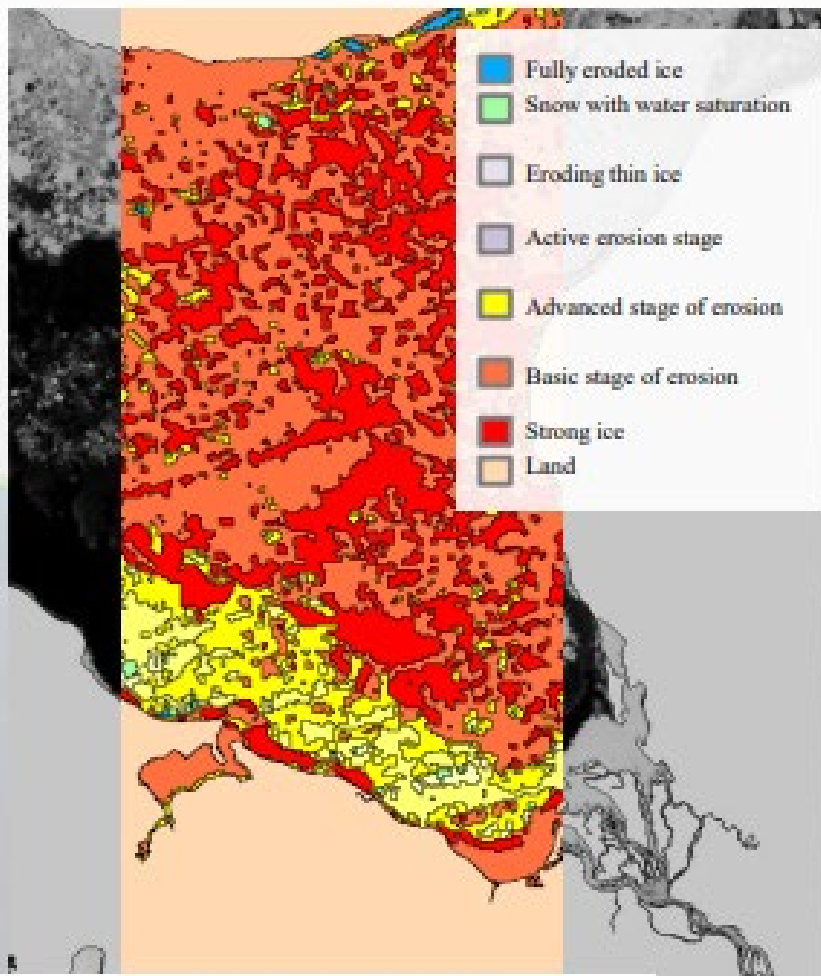 Fully eroded ice
Snow with water saturation
Eroding thin ice
Active erosion stage
Advanced stage of erosion
Basic stage of erosion
Strong ice
Land